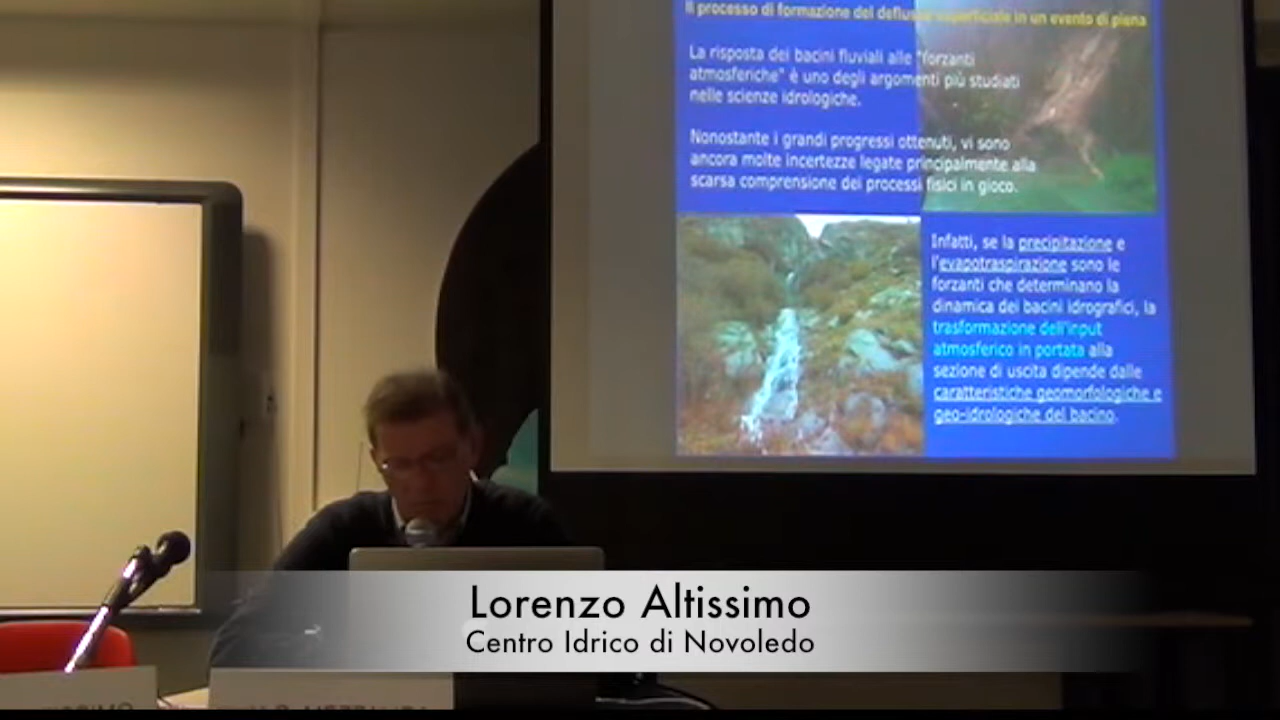 Il processo di formazione del deflusso superficiale in un evento di piena
La risposta dei bacini fluviali alle "forzanti
atmosferiche" è uno degli argomenti più studiati
nelle scienze idrologiche.
Nonostante i grandi progressi ottenuti, vi sono
ancora molte incertezze legate principalmente alla
scarsa comprensione dei processi fisici in gioco.
Infatti, se la precipitazione e
l'evapotraspirazione sono le
forzanti che determinano la
dinamica dei bacini idrografici, la
trasformazione dell'input
atmosferico in portata alla
sezione di uscita dipende dalle
caratteristiche geomorfologiche e
geo-idrologiche del bacino.
Lorenzo Altissimo
Centro Idrico di Novoledo